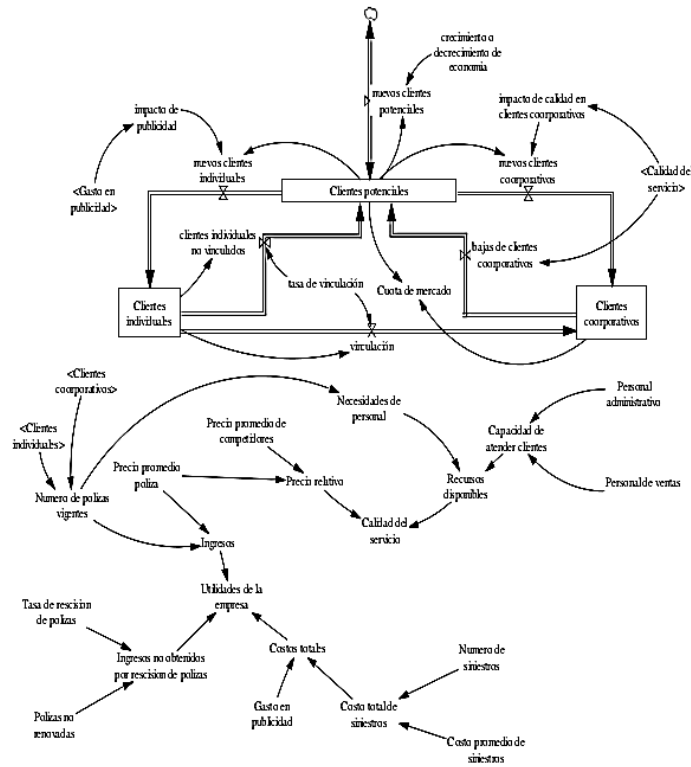 crecimiento o
decrecimiento de
economia
nuevos clientes
potenciales
impacto de
publicidad
impacto de calidad en
clientes coorporativos
nuevos clientes
individuales
nuevos clientes
coorporativos
<Gasto en
publicidad>
<Calidad del
servicio>
Clientes potenciales
clientes individuales
no vinculados
bajas de clientes
coorporativos
tasa de vinculación
Cuota de mercado
Clientes
individuales
Clientes
coorporativos
vinculación
<Clientes
coorporativos>
Necesidades de
personal
Personal
administrativo
<Clientes
individuales>
Precio promedio de
competidores
Capacidad de
atender clientes
Precio promedio
poliza
Precio relativo
Recursos
disponibles
Personal de ventas
Numero de polizas
vigentes
Calidad del
servicio
Ingresos
Utilidades de la
empresa
Tasa de rescision
de polizas
Ingresos no obtenidos
por rescision de polizas
Costos totales
Numero de
siniestros
Polizas no
renovadas
Gasto en
publicidad
Costo total de
siniestros
Costo promedio de
siniestros